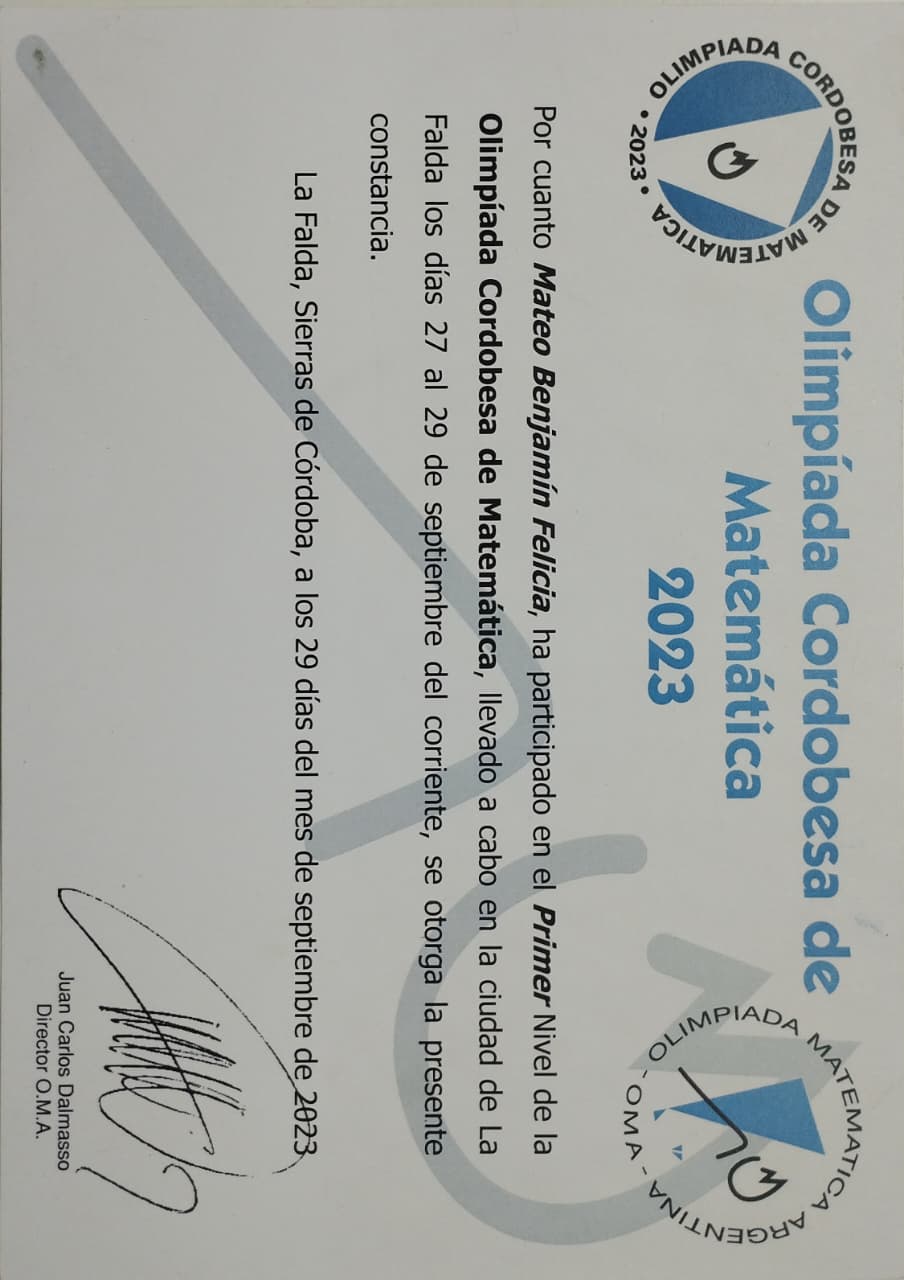 OLIMPIADA CORDOBESA DE MATEMATICA
• 2023 •
Olimpíada Cordobesa de
Matemática
2023
OLIMPIADA MATEMATICA ARGENTINA
- OMA -
Por cuanto Mateo Benjamín Felicia, ha participado en el Primer Nivel de la
Olimpíada Cordobesa de Matemática, llevado a cabo en la ciudad de La
Falda los días 27 al 29 de septiembre del corriente, se otorga la presente
constancia.
La Falda, Sierras de Córdoba, a los 29 días del mes de septiembre de 2023
Juan Carlos Dalmasso
Director O.M.A.